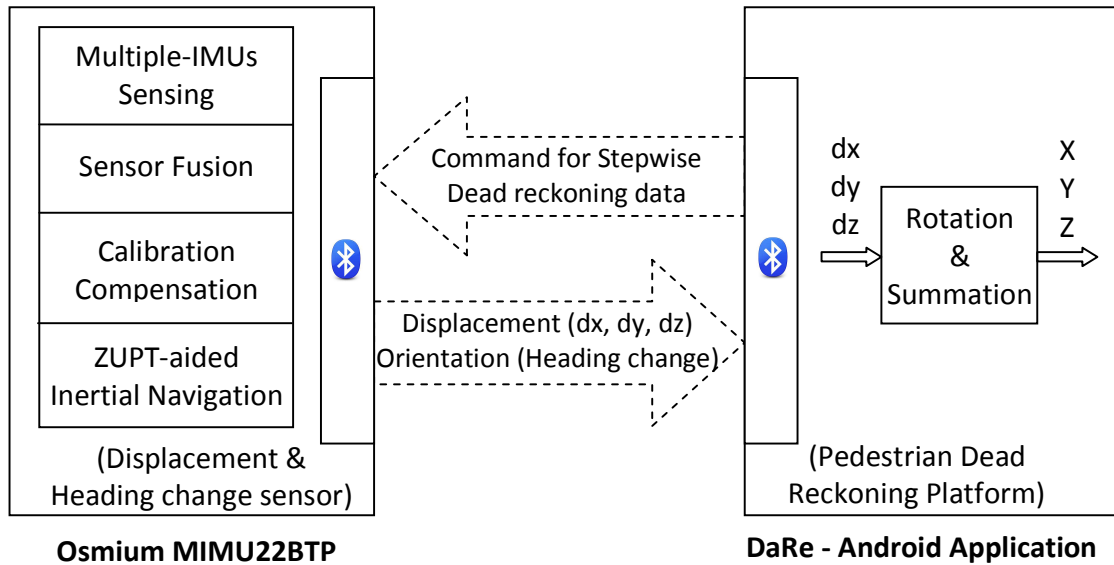 Multiple-IMUs
Sensing
Sensor Fusion
Calibration
Compensation
ZUPT-aided
Inertial Navigation
(Displacement &
Heading change sensor)
Osmium MIMU22BTP
Command for Stepwise
Dead reckoning data
Displacement (dx, dy, dz)
Orientation (Heading change)
dx
dy
dz
Rotation
&
Summation
X
Y
Z
(Pedestrian Dead
Reckoning Platform)
DaRe - Android Application